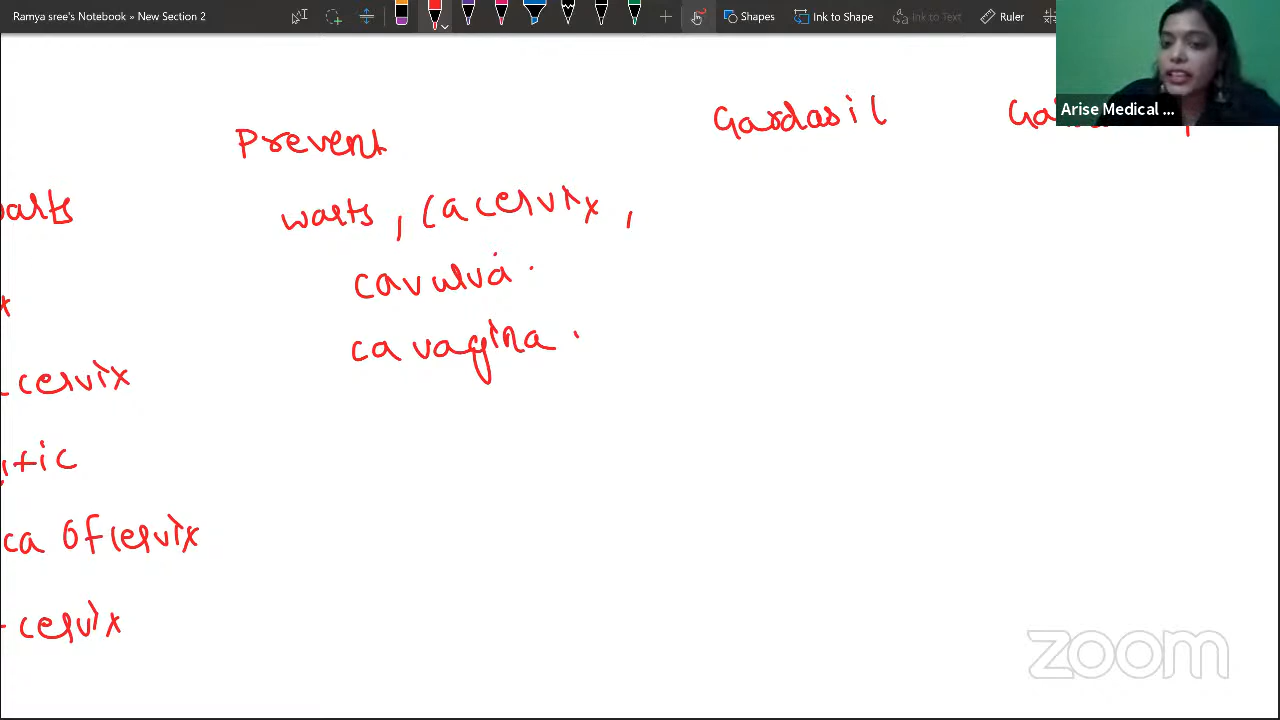 Ramya sree's Notebook » New Section 2
Shapes
Ink to Shape
Ink to Text
Ruler
Arise Medical ...
Gardasil
Prevent
warts, Ca cervix,
ca vulva
ca vagina
cervix
ca of cervix
cervix
zoom